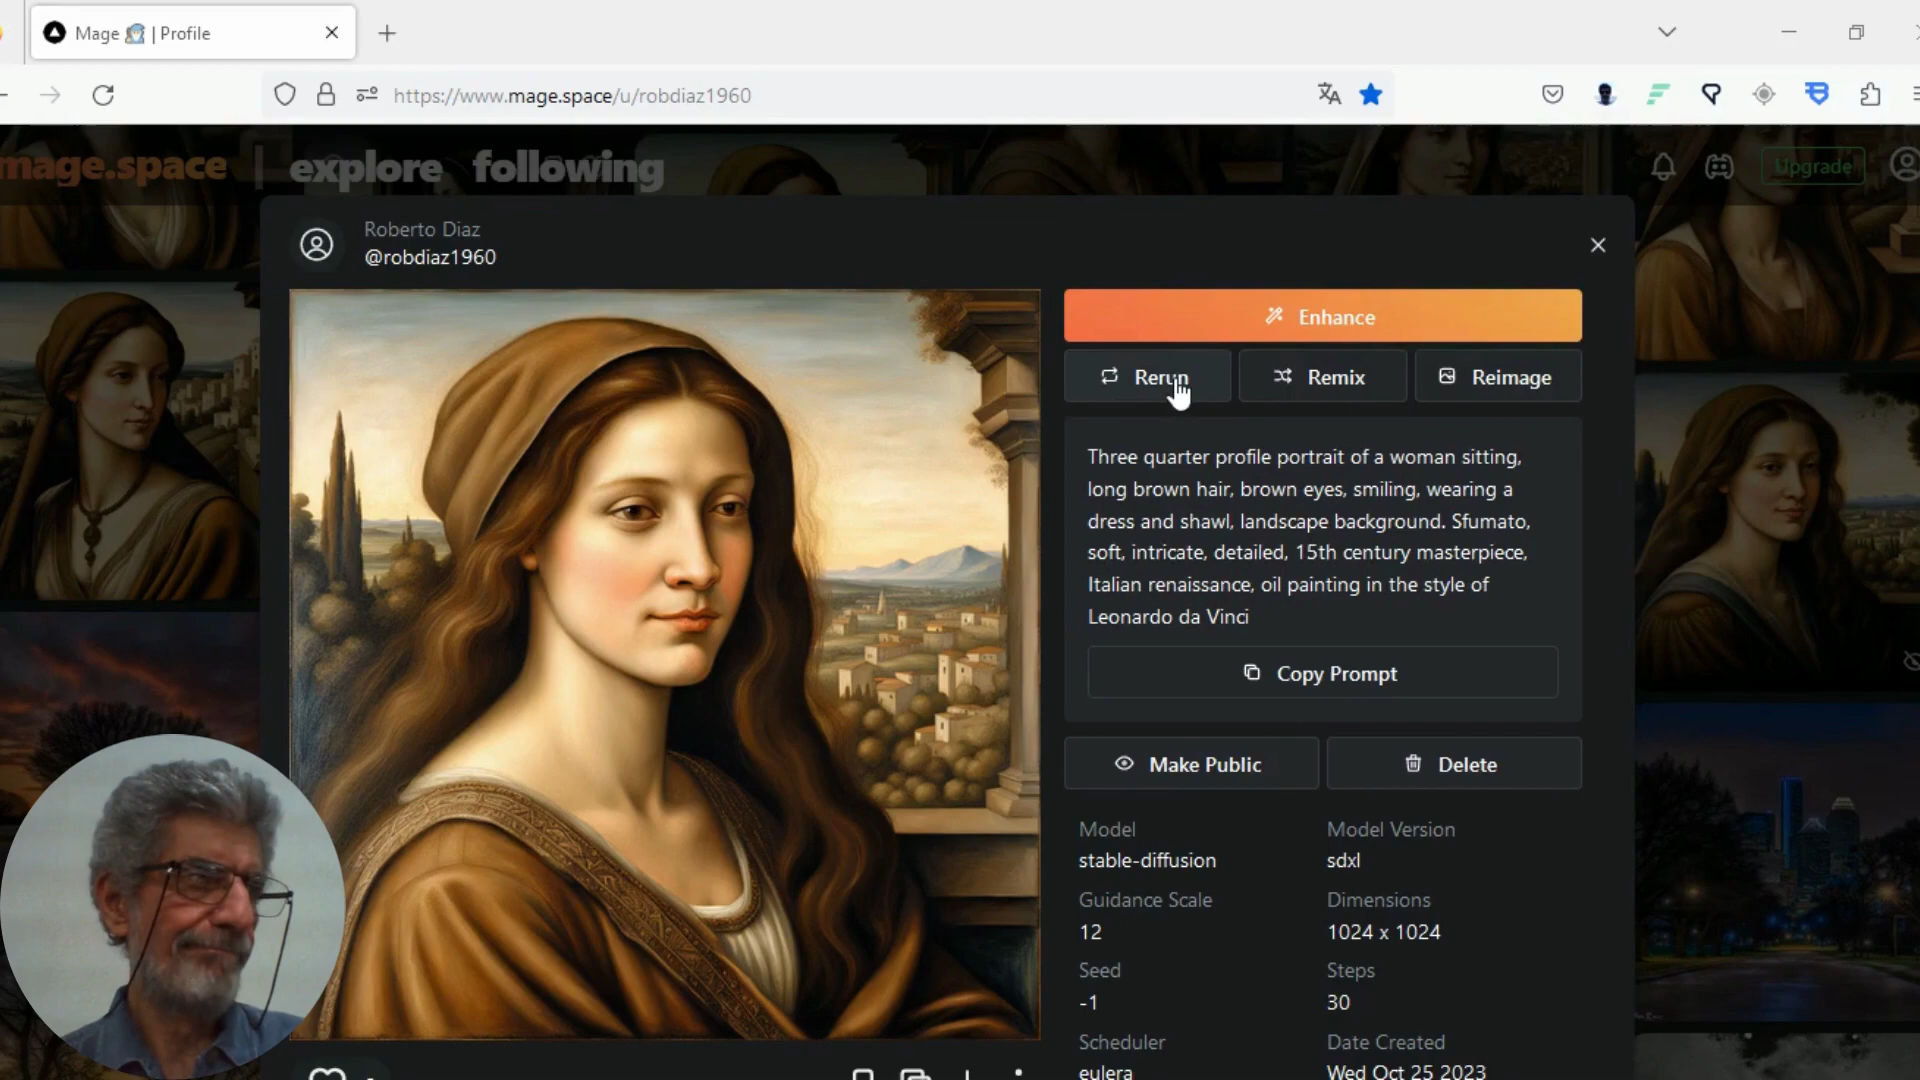 Mage | Profile
https://www.mage.space/u/robdiaz1960
mage.space | explore following
Upgrade
Roberto Diaz
@robdiaz1960
Enhance
Rerun
Remix
Reimage
Three quarter profile portrait of a woman sitting,
long brown hair, brown eyes, smiling, wearing a
dress and shawl, landscape background. Sfumato,
soft, intricate, detailed, 15th century masterpiece,
Italian renaissance, oil painting in the style of
Leonardo da Vinci
Copy Prompt
Make Public
Delete
Model
stable-diffusion
Model Version
sdxl
Guidance Scale
12
Dimensions
1024 x 1024
Seed
-1
Steps
30
Scheduler
eulera
Date Created
Wed Oct 25 2023